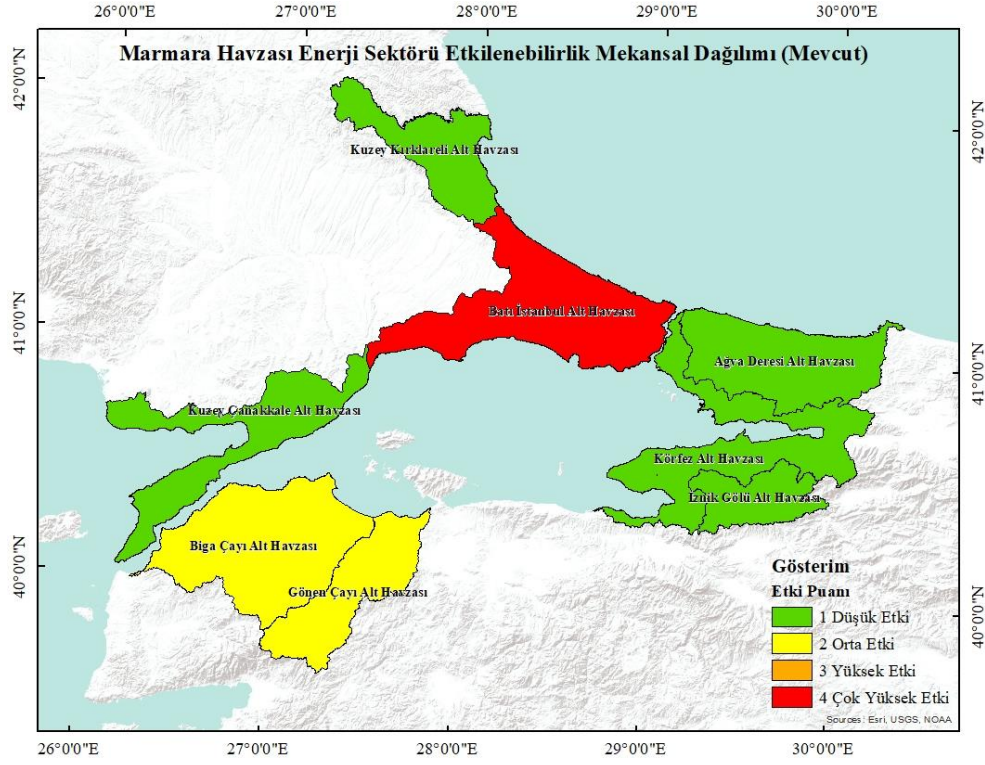 26°0'0"E 27°0'0"E 28°0'0"E 29°0'0"E 30°0'0"E
Marmara Havzası Enerji Sektörü Etkilenebilirlik Mekansal Dağılımı (Mevcut)
42°0'0"N
42°0'0"N
Kuzey Kırklareli Alt Havzası
Batı İstanbul Alt Havzası
41°0'0"N
41°0'0"N
Ağva Deresi Alt Havzası
Kuzey Çanakkale Alt Havzası
Körfez Alt Havzası
İznik Gölü Alt Havzası
Biga Çayı Alt Havzası
Gönen Çayı Alt Havzası
40°0'0"N
40°0'0"N
Gösterim
Etki Puanı
1 Düşük Etki
2 Orta Etki
3 Yüksek Etki
4 Çok Yüksek Etki
Sources: Esri, USGS, NOAA
26°0'0"E 27°0'0"E 28°0'0"E 29°0'0"E 30°0'0"E